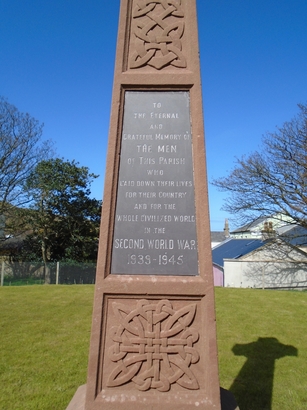 TO
THE ETERNAL
AND
GRATEFUL MEMORY OF
THE MEN
OF THIS PARISH
WHO
LAID DOWN THEIR LIVES
FOR THEIR COUNTRY
AND FOR THE
WHOLE CIVILIZED WORLD
IN THE
SECOND WORLD WAR
1939-1945